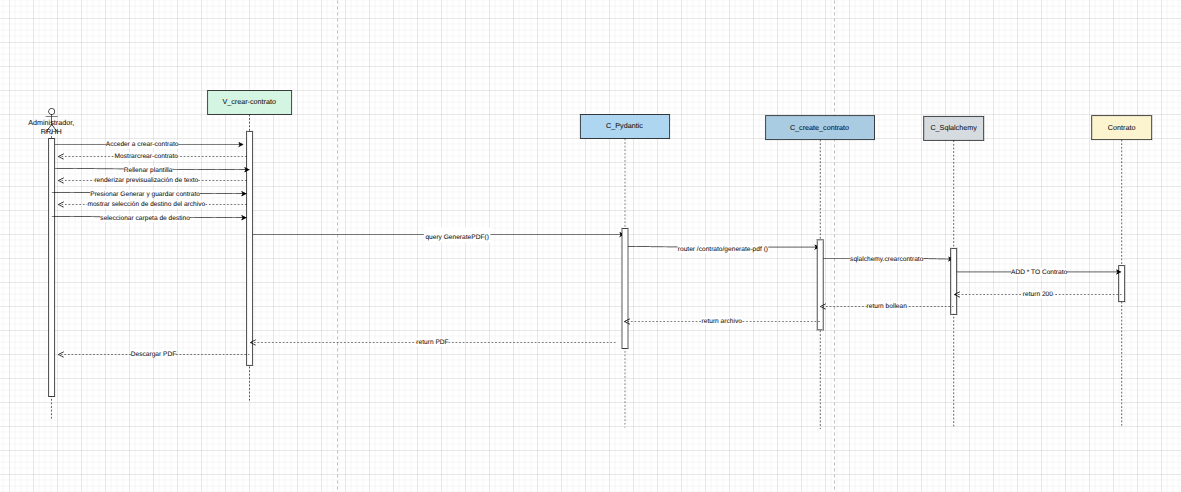 V_crear-contrato
C_Pydantic
C_create_contrato
C_Sqlalchemy
Contrato
Administrador,
RRHH
Acceder a crear-contrato
Mostrarcrear-contrato
Rellenar plantilla
renderizar previsualización de texto
Presionar Generar y guardar contrato
mostrar selección de destino del archivo
seleccionar carpeta de destino
query GeneratePDF()
router /contrato/generate-pdf ()
sqlalchemy.crearcontrato
ADD * TO Contrato
return 200
return bollean
return archivo
return PDF
Descargar PDF